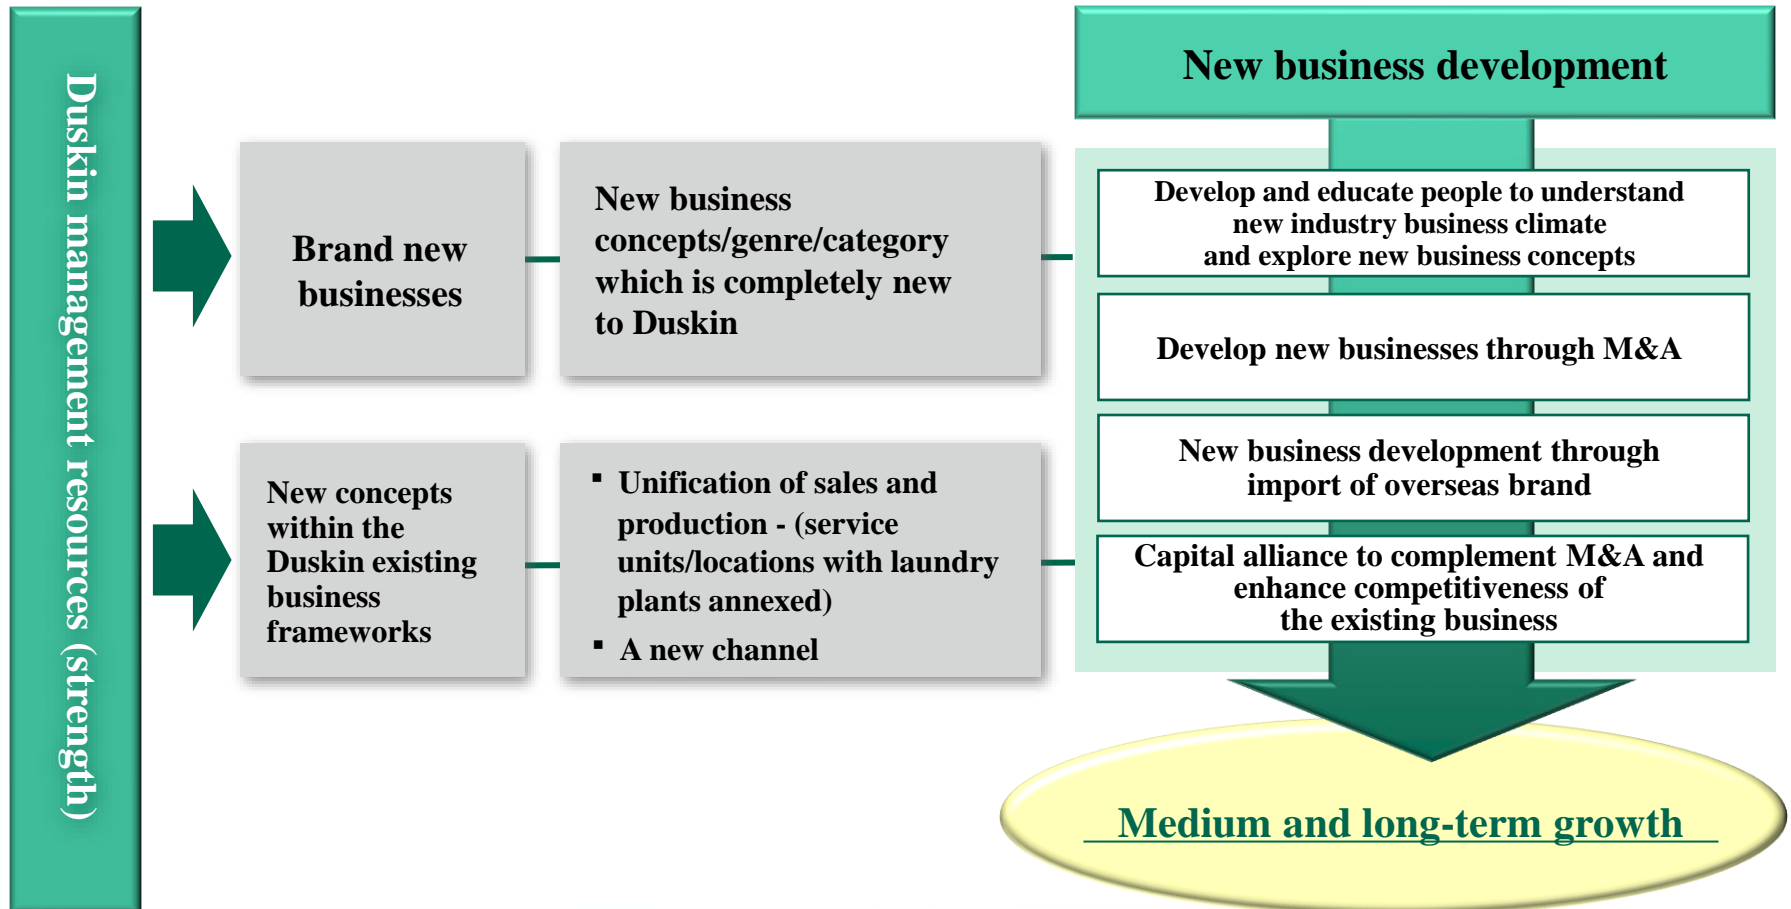 Duskin management resources (strength)
Brand new
businesses
New business
concepts/genre/category
which is completely new
to Duskin
New concepts
within the
Duskin existing
business
frameworks
▪ Unification of sales and
production - (service
units/locations with laundry
plants annexed)
▪ A new channel
New business development
Develop and educate people to understand
new industry business climate
and explore new business concepts
Develop new businesses through M&A
New business development through
import of overseas brand
Capital alliance to complement M&A and
enhance competitiveness of
the existing business
Medium and long-term growth